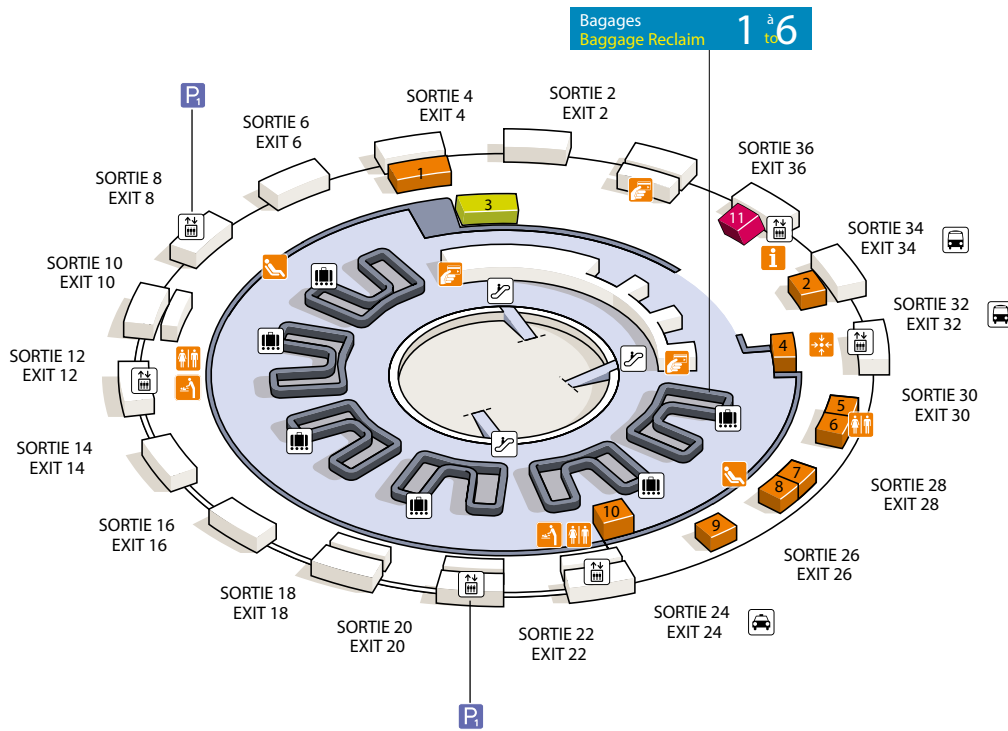 Bagages
Baggage Reclaim
1 à to 6
P1
SORTIE 4
EXIT 4
SORTIE 2
EXIT 2
SORTIE 6
EXIT 6
SORTIE 36
EXIT 36
SORTIE 8
EXIT 8
1
3
11
i
SORTIE 34
EXIT 34
SORTIE 10
EXIT 10
2
SORTIE 32
EXIT 32
4
SORTIE 12
EXIT 12
SORTIE 30
EXIT 30
5
6
SORTIE 14
EXIT 14
7
8
SORTIE 28
EXIT 28
SORTIE 16
EXIT 16
10
9
SORTIE 26
EXIT 26
SORTIE 18
EXIT 18
SORTIE 20
EXIT 20
SORTIE 22
EXIT 22
SORTIE 24
EXIT 24
P1